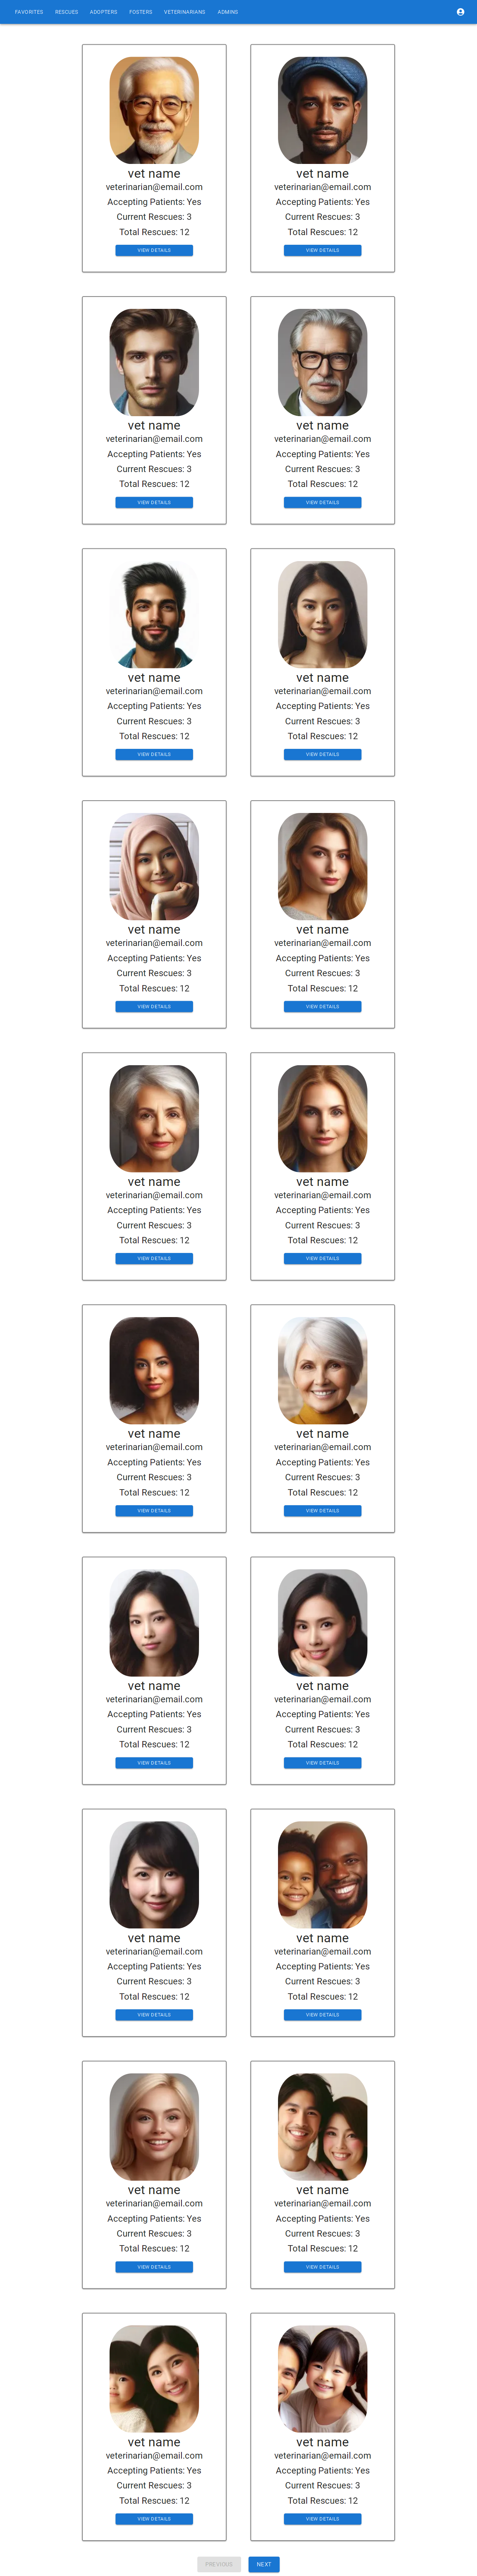 FAVORITES RESCUES ADOPTERS FOSTERS VETERINARIANS ADMINS
vet name
veterinarian@email.com
Accepting Patients: Yes
Current Rescues: 3
Total Rescues: 12
VIEW DETAILS
vet name
veterinarian@email.com
Accepting Patients: Yes
Current Rescues: 3
Total Rescues: 12
VIEW DETAILS
vet name
veterinarian@email.com
Accepting Patients: Yes
Current Rescues: 3
Total Rescues: 12
VIEW DETAILS
vet name
veterinarian@email.com
Accepting Patients: Yes
Current Rescues: 3
Total Rescues: 12
VIEW DETAILS
vet name
veterinarian@email.com
Accepting Patients: Yes
Current Rescues: 3
Total Rescues: 12
VIEW DETAILS
vet name
veterinarian@email.com
Accepting Patients: Yes
Current Rescues: 3
Total Rescues: 12
VIEW DETAILS
vet name
veterinarian@email.com
Accepting Patients: Yes
Current Rescues: 3
Total Rescues: 12
VIEW DETAILS
vet name
veterinarian@email.com
Accepting Patients: Yes
Current Rescues: 3
Total Rescues: 12
VIEW DETAILS
vet name
veterinarian@email.com
Accepting Patients: Yes
Current Rescues: 3
Total Rescues: 12
VIEW DETAILS
vet name
veterinarian@email.com
Accepting Patients: Yes
Current Rescues: 3
Total Rescues: 12
VIEW DETAILS
vet name
veterinarian@email.com
Accepting Patients: Yes
Current Rescues: 3
Total Rescues: 12
VIEW DETAILS
vet name
veterinarian@email.com
Accepting Patients: Yes
Current Rescues: 3
Total Rescues: 12
VIEW DETAILS
vet name
veterinarian@email.com
Accepting Patients: Yes
Current Rescues: 3
Total Rescues: 12
VIEW DETAILS
vet name
veterinarian@email.com
Accepting Patients: Yes
Current Rescues: 3
Total Rescues: 12
VIEW DETAILS
vet name
veterinarian@email.com
Accepting Patients: Yes
Current Rescues: 3
Total Rescues: 12
VIEW DETAILS
vet name
veterinarian@email.com
Accepting Patients: Yes
Current Rescues: 3
Total Rescues: 12
VIEW DETAILS
vet name
veterinarian@email.com
Accepting Patients: Yes
Current Rescues: 3
Total Rescues: 12
VIEW DETAILS
vet name
veterinarian@email.com
Accepting Patients: Yes
Current Rescues: 3
Total Rescues: 12
VIEW DETAILS
vet name
veterinarian@email.com
Accepting Patients: Yes
Current Rescues: 3
Total Rescues: 12
VIEW DETAILS
vet name
veterinarian@email.com
Accepting Patients: Yes
Current Rescues: 3
Total Rescues: 12
VIEW DETAILS
PREVIOUS NEXT